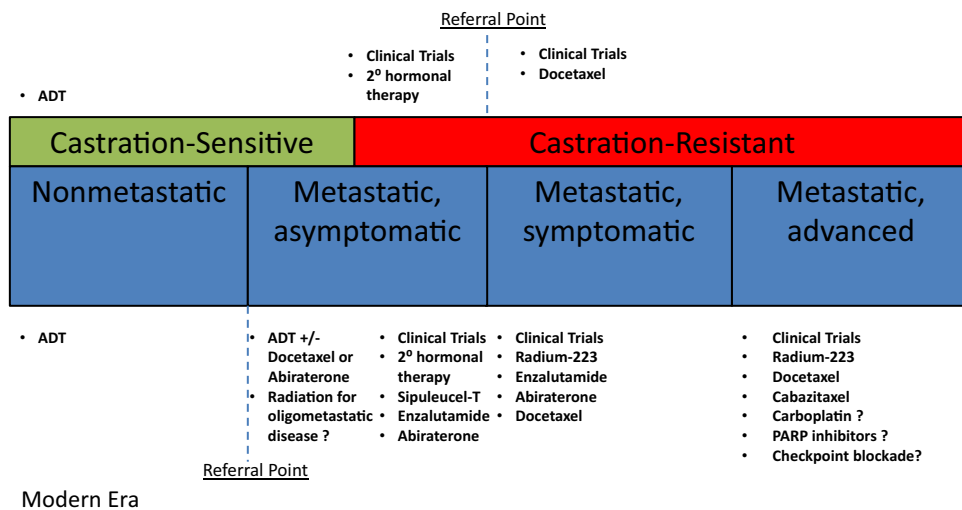 Referral Point
• Clinical Trials
• 2º hormonal
therapy
• Clinical Trials
• Docetaxel
• ADT
Castration-Sensitive
Castration-Resistant
Nonmetastatic
Metastatic,
asymptomatic
Metastatic,
symptomatic
Metastatic,
advanced
• ADT
• ADT +/-
Docetaxel or
Abiraterone
• Radiation for
oligometastatic
disease ?
• Clinical Trials
• 2º hormonal
therapy
• Sipuleucel-T
• Enzalutamide
• Abiraterone
• Clinical Trials
• Radium-223
• Enzalutamide
• Abiraterone
• Docetaxel
• Clinical Trials
• Radium-223
• Docetaxel
• Cabazitaxel
• Carboplatin ?
• PARP inhibitors ?
• Checkpoint blockade?
Referral Point
Modern Era